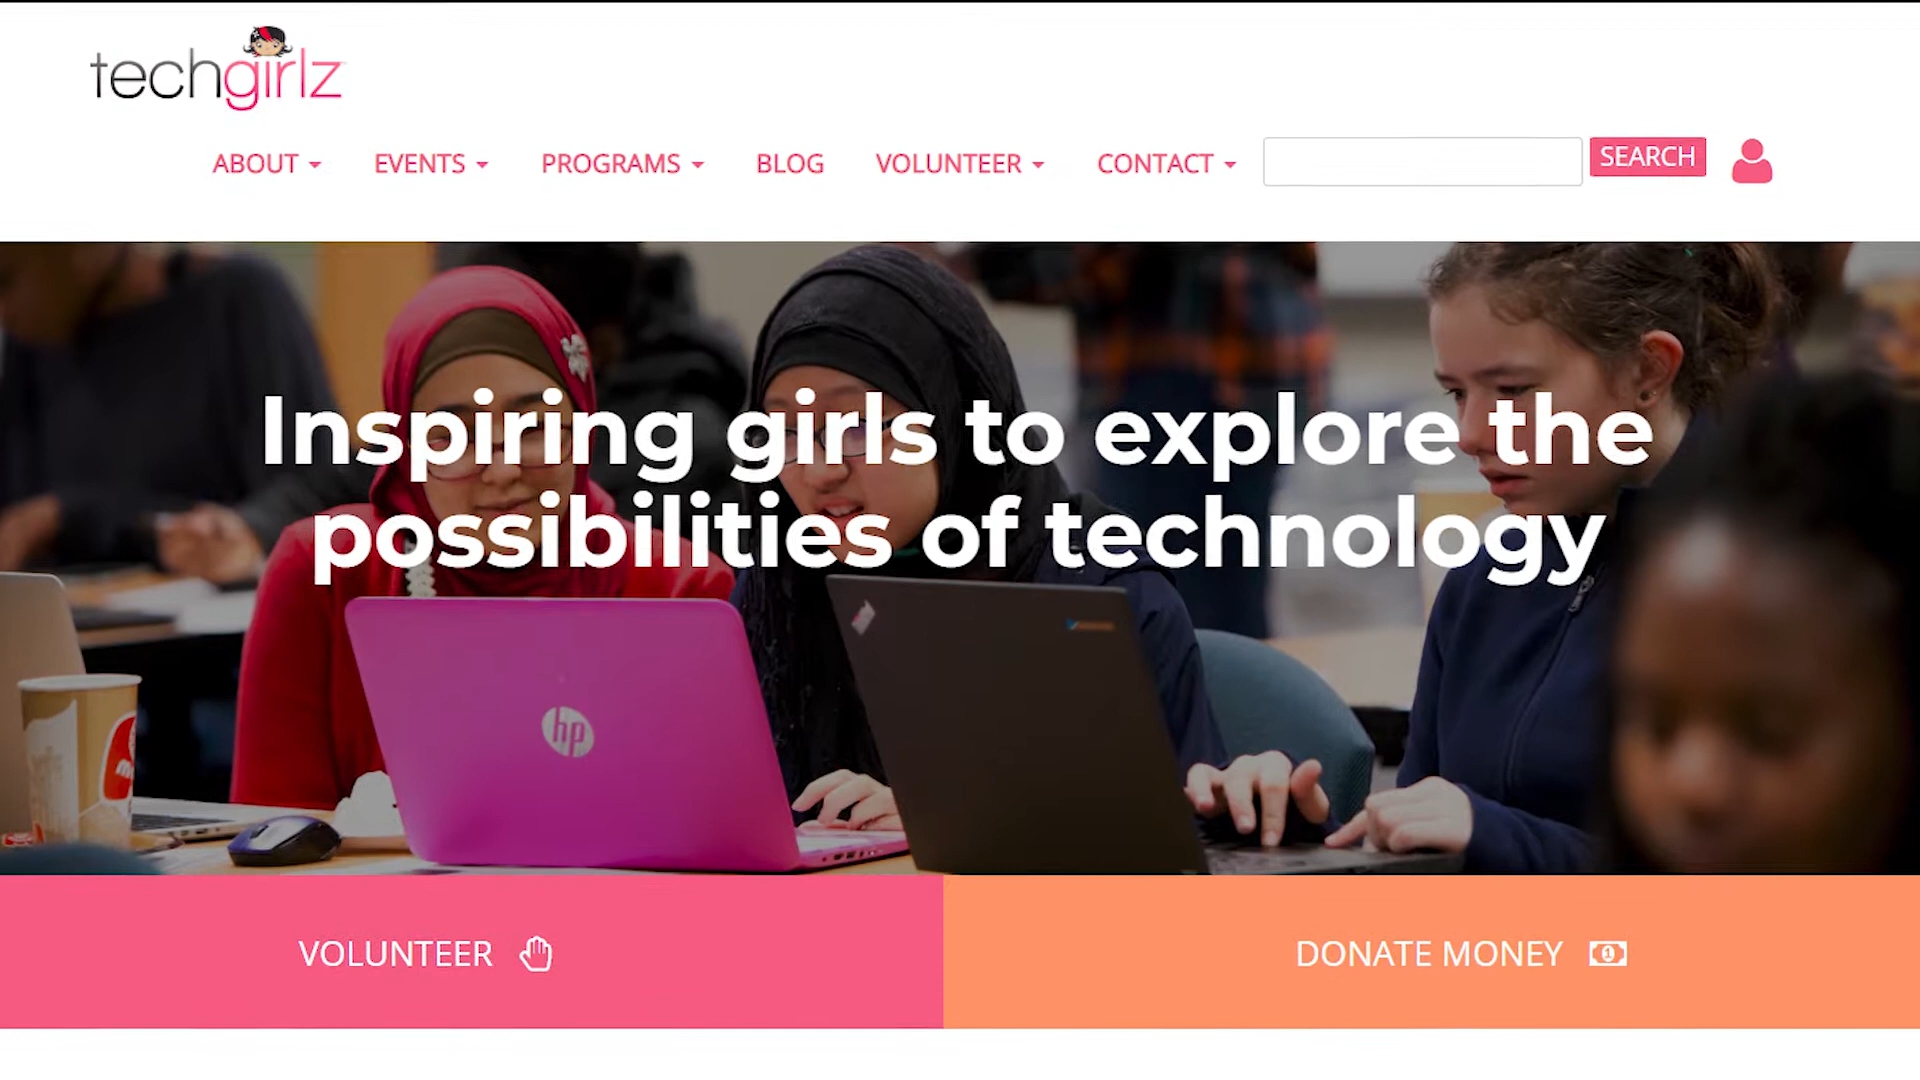 techgirlz
ABOUT EVENTS PROGRAMS BLOG VOLUNTEER CONTACT SEARCH
Inspiring girls to explore the
possibilities of technology
hp
VOLUNTEER DONATE MONEY